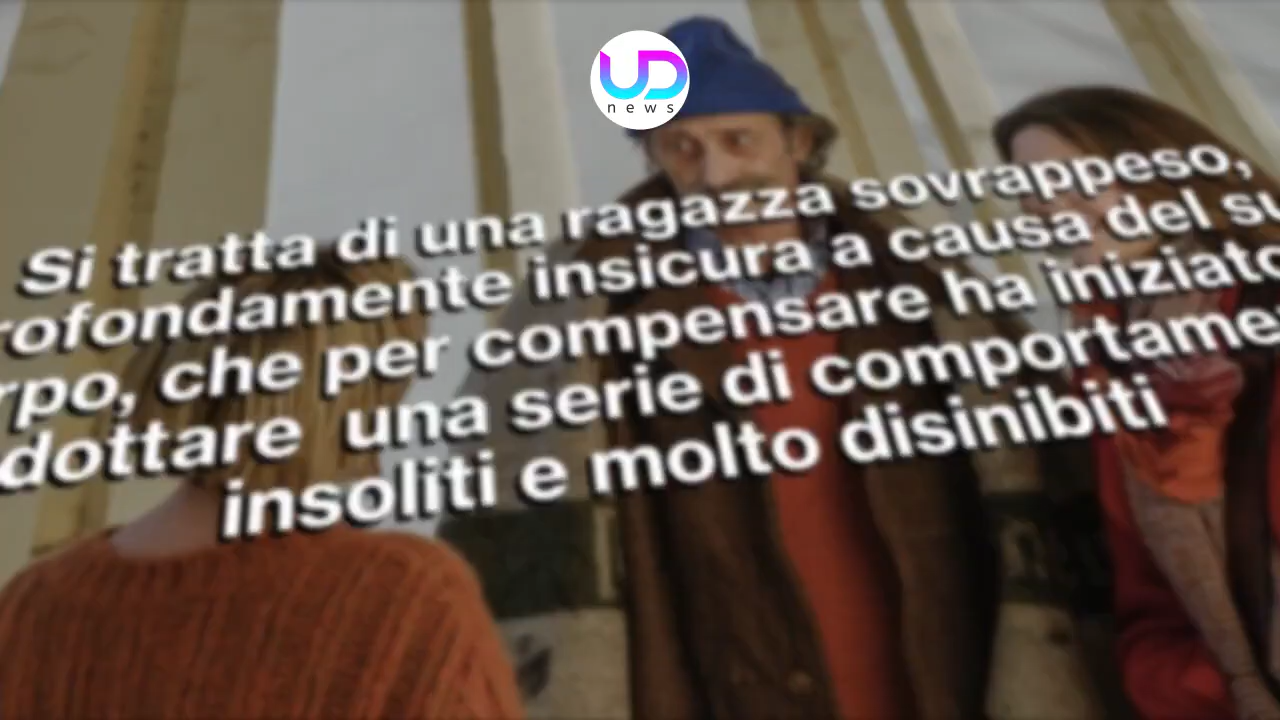 UD
news
Si tratta di una ragazza sovrappeso,
rofondamente insicura a causa del su
rpo, che per compensare ha iniziato
dottare una serie di comportame
insoliti e molto disinibiti